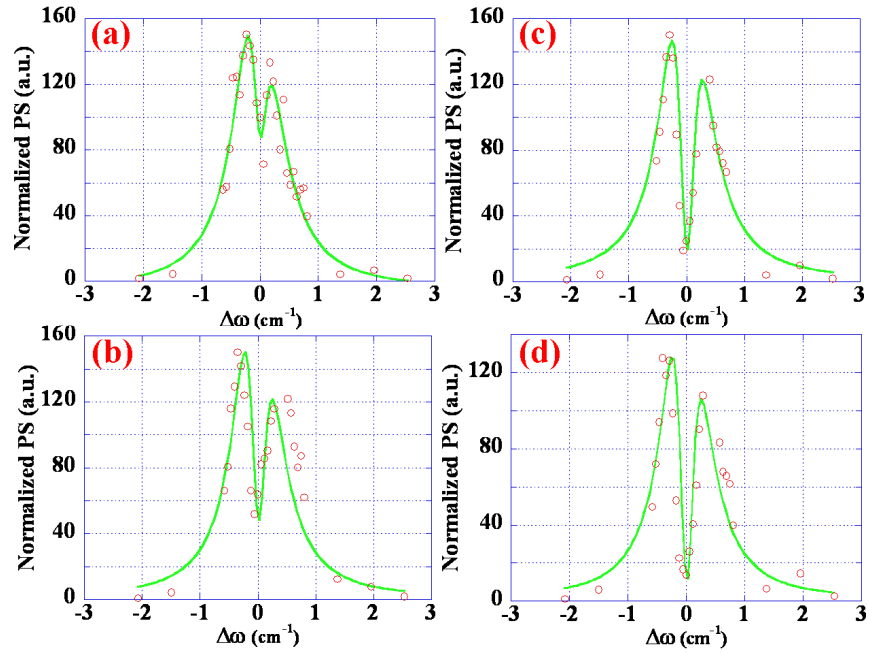 (a)
Normalized PS (a.u.)
160
120
80
40
0
-3 -2 -1 0 1 2 3
Δω (cm⁻¹)
(c)
Normalized PS (a.u.)
160
120
80
40
0
-3 -2 -1 0 1 2 3
Δω (cm⁻¹)
(b)
Normalized PS (a.u.)
160
120
80
40
0
-3 -2 -1 0 1 2 3
Δω (cm⁻¹)
(d)
Normalized PS (a.u.)
120
80
40
0
-3 -2 -1 0 1 2 3
Δω (cm⁻¹)